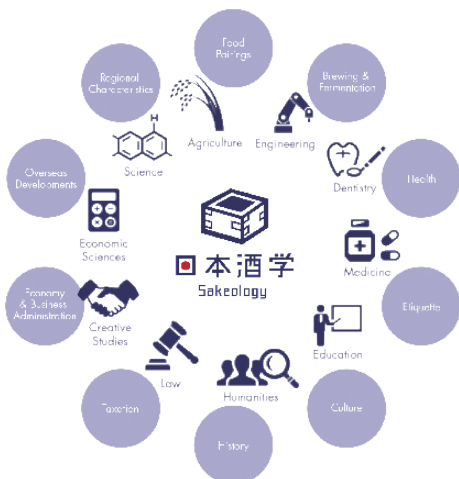 Food
Pairings
Regional
Characteristics
Brewing &
Fermentation
H
Agriculture
Engineering
Science
Dentistry
Overseas
Developments
Health
Economic
Sciences
日本酒学
Sakeology
Medicine
Economy
& Business
Administration
Creative
Studies
Etiquette
Education
Law
Humanities
Taxation
Culture
History